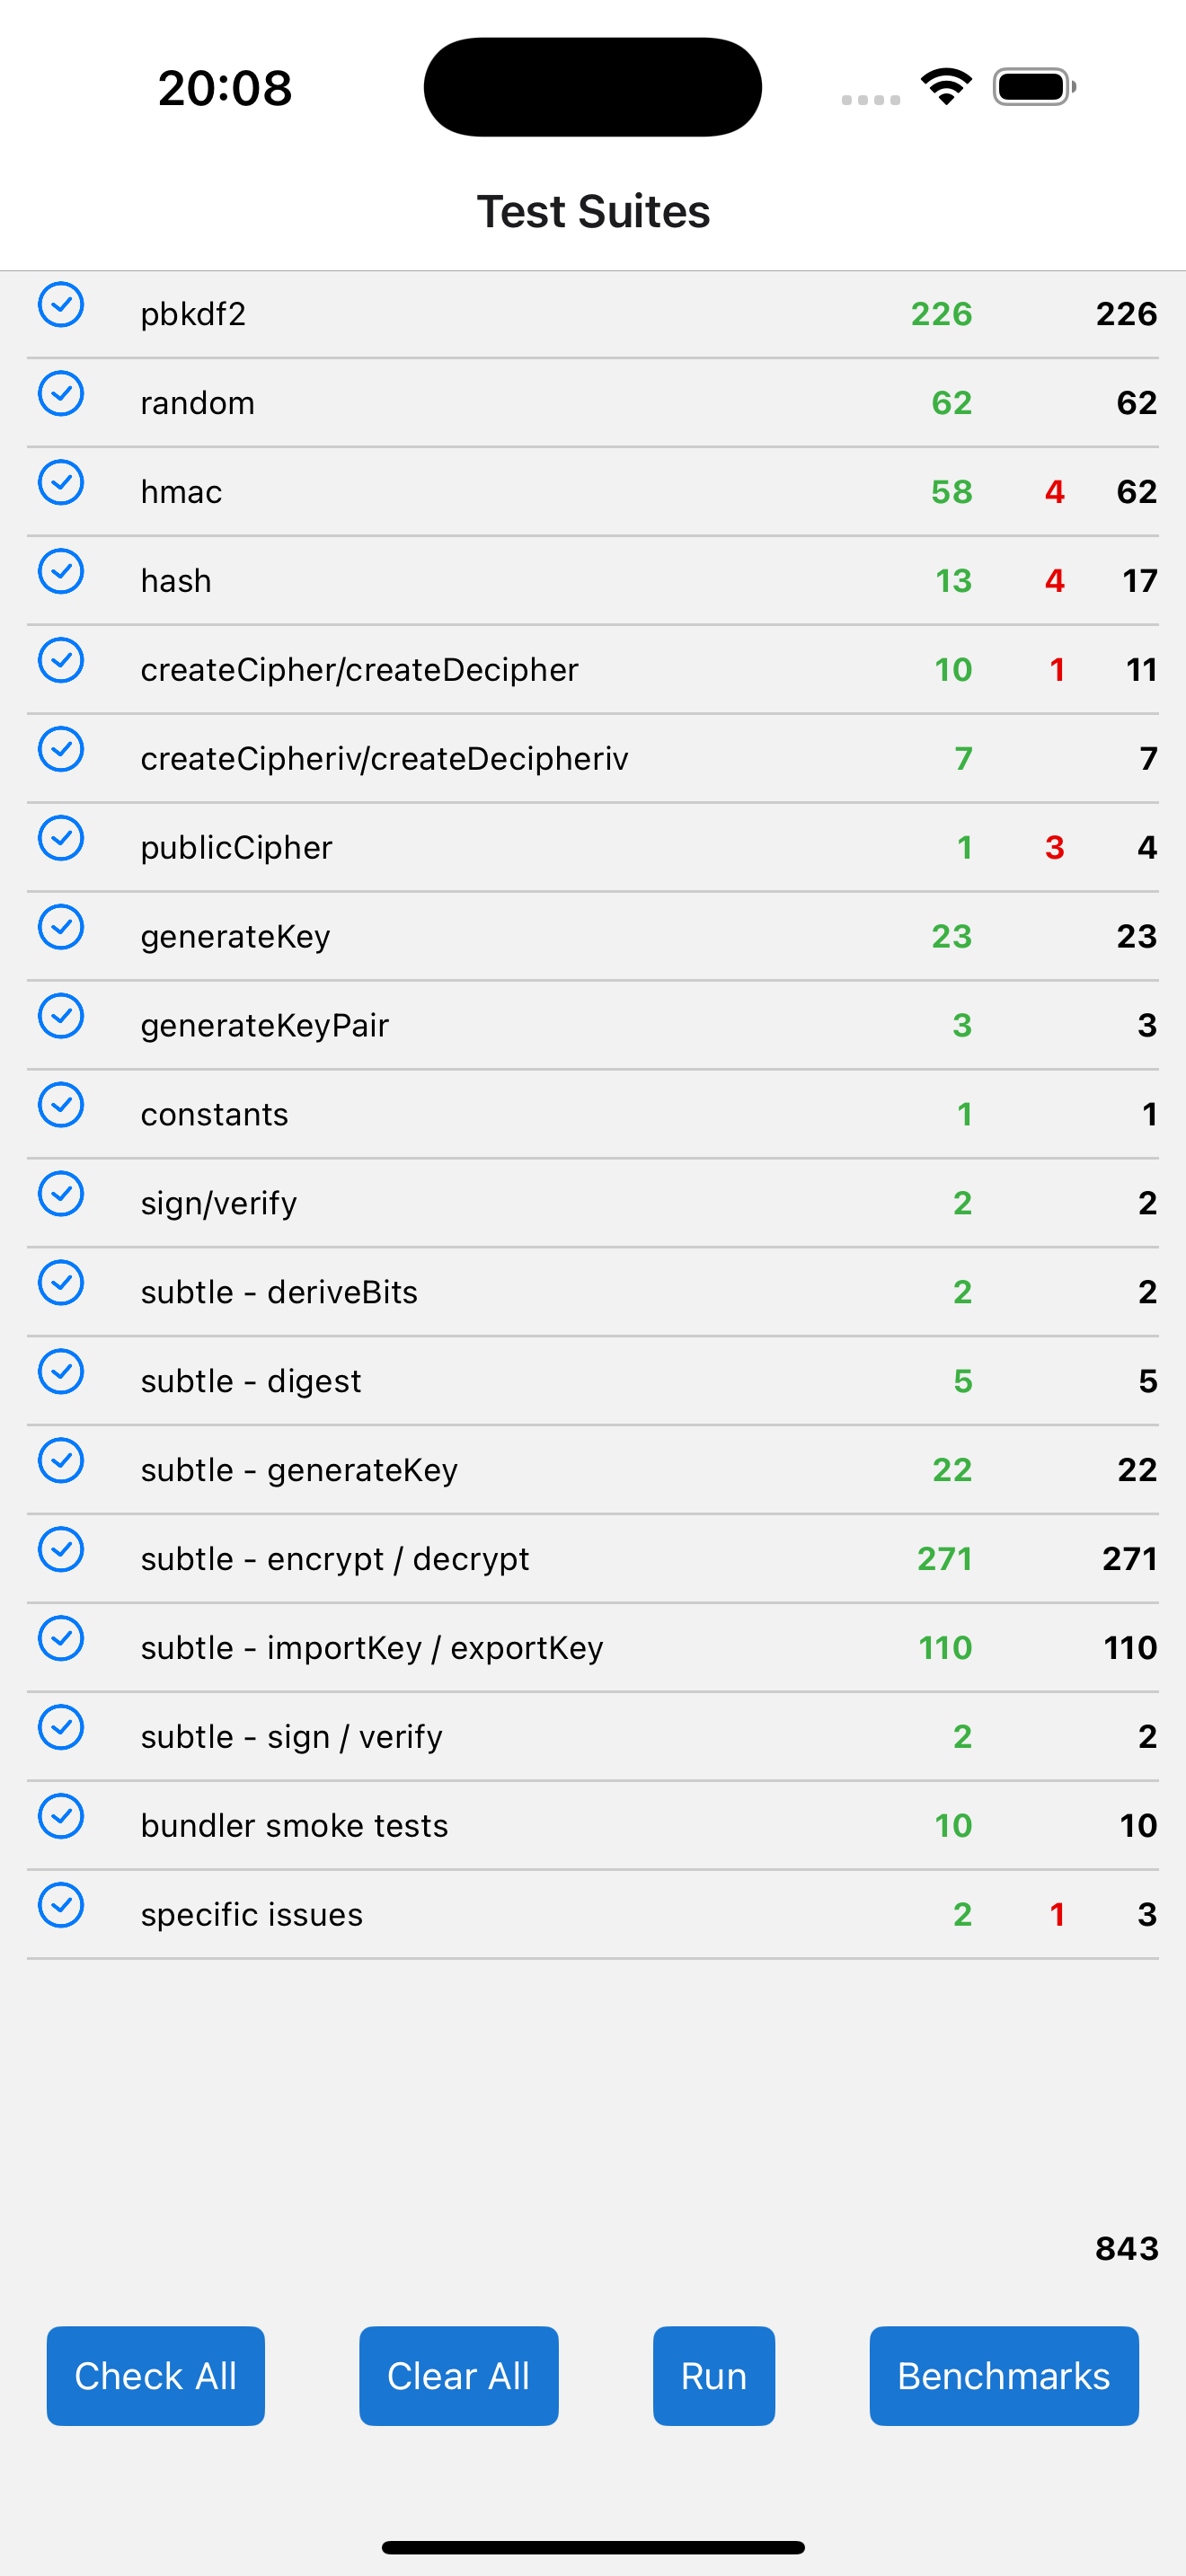 20:08
Test Suites
pbkdf2 226 226
random 62 62
hmac 58 4 62
hash 13 4 17
createCipher/createDecipher 10 1 11
createCipheriv/createDecipheriv 7 7
publicCipher 1 3 4
generateKey 23 23
generateKeyPair 3 3
constants 1 1
sign/verify 2 2
subtle - deriveBits 2 2
subtle - digest 5 5
subtle - generateKey 22 22
subtle - encrypt / decrypt 271 271
subtle - importKey / exportKey 110 110
subtle - sign / verify 2 2
bundler smoke tests 10 10
specific issues 2 1 3
843
Check All Clear All Run Benchmarks